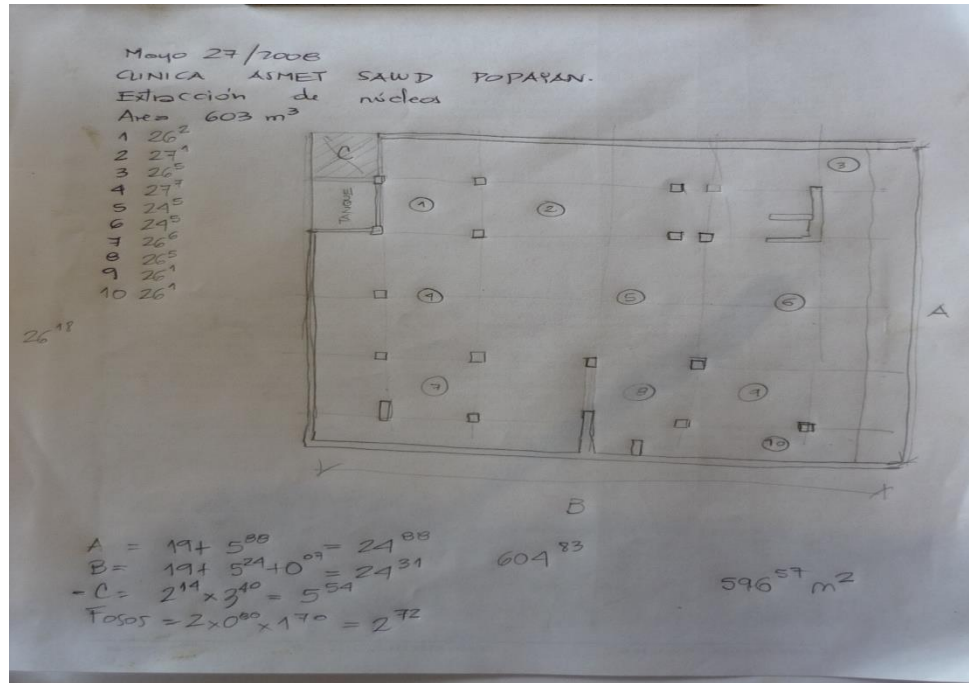 Mayo 27/2008
CLINICA ASMET SALUD POPAYAN.
Extracción de núcleos
Area 603 m³
1 26²
2 27¹
3 26⁵
4 27⁷
5 24⁵
6 24⁵
7 26⁶
8 26⁵
9 26¹
10 26¹
26¹⁸
C
TANQUE
1
2
3
4
5
6
A
7
8
9
10
B
A = 19+ 5⁸⁸ = 24⁸⁸
B = 19+ 5²⁴+0⁰⁷ = 24³¹
604⁸³
- C = 2¹⁴ x 3⁴⁰ = 5⁵⁴
596⁵⁷ m²
Fosos = 2 x 0⁸⁰ x 1⁷⁰ = 2⁷²